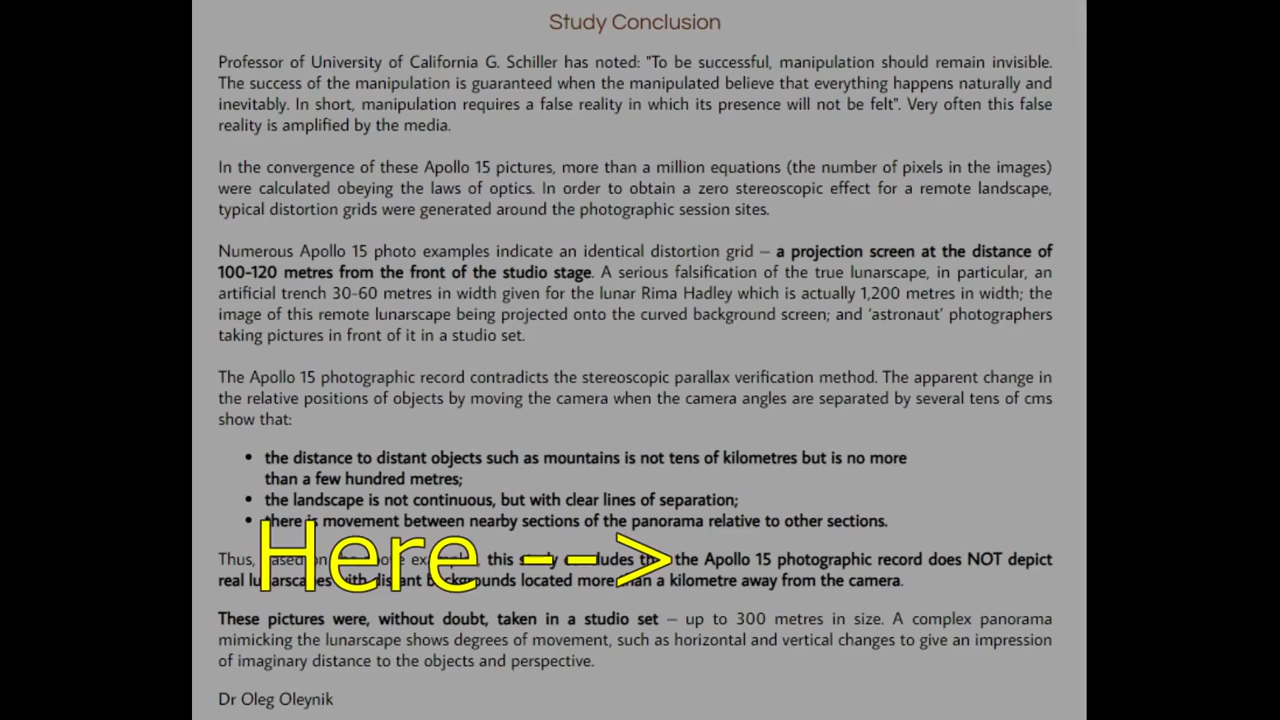 Study Conclusion
Professor of University of California G. Schiller has noted: "To be successful, manipulation should remain invisible.
The success of the manipulation is guaranteed when the manipulated believe that everything happens naturally and
inevitably. In short, manipulation requires a false reality in which its presence will not be felt". Very often this false
reality is amplified by the media.
In the convergence of these Apollo 15 pictures, more than a million equations (the number of pixels in the images)
were calculated obeying the laws of optics. In order to obtain a zero stereoscopic effect for a remote landscape,
typical distortion grids were generated around the photographic session sites.
Numerous Apollo 15 photo examples indicate an identical distortion grid – a projection screen at the distance of
100-120 metres from the front of the studio stage. A serious falsification of the true lunarscape, in particular, an
artificial trench 30-60 metres in width given for the lunar Rima Hadley which is actually 1,200 metres in width; the
image of this remote lunarscape being projected onto the curved background screen; and 'astronaut' photographers
taking pictures in front of it in a studio set.
The Apollo 15 photographic record contradicts the stereoscopic parallax verification method. The apparent change in
the relative positions of objects by moving the camera when the camera angles are separated by several tens of cms
show that:
• the distance to distant objects such as mountains is not tens of kilometres but is no more
than a few hundred metres;
• the landscape is not continuous, but with clear lines of separation;
• there is movement between nearby sections of the panorama relative to other sections.
Here -->
Thus, based on the above examples, this study concludes that the Apollo 15 photographic record does NOT depict
real lunarscapes with distant backgrounds located more than a kilometre away from the camera.
These pictures were, without doubt, taken in a studio set – up to 300 metres in size. A complex panorama
mimicking the lunarscape shows degrees of movement, such as horizontal and vertical changes to give an impression
of imaginary distance to the objects and perspective.
Dr Oleg Oleynik